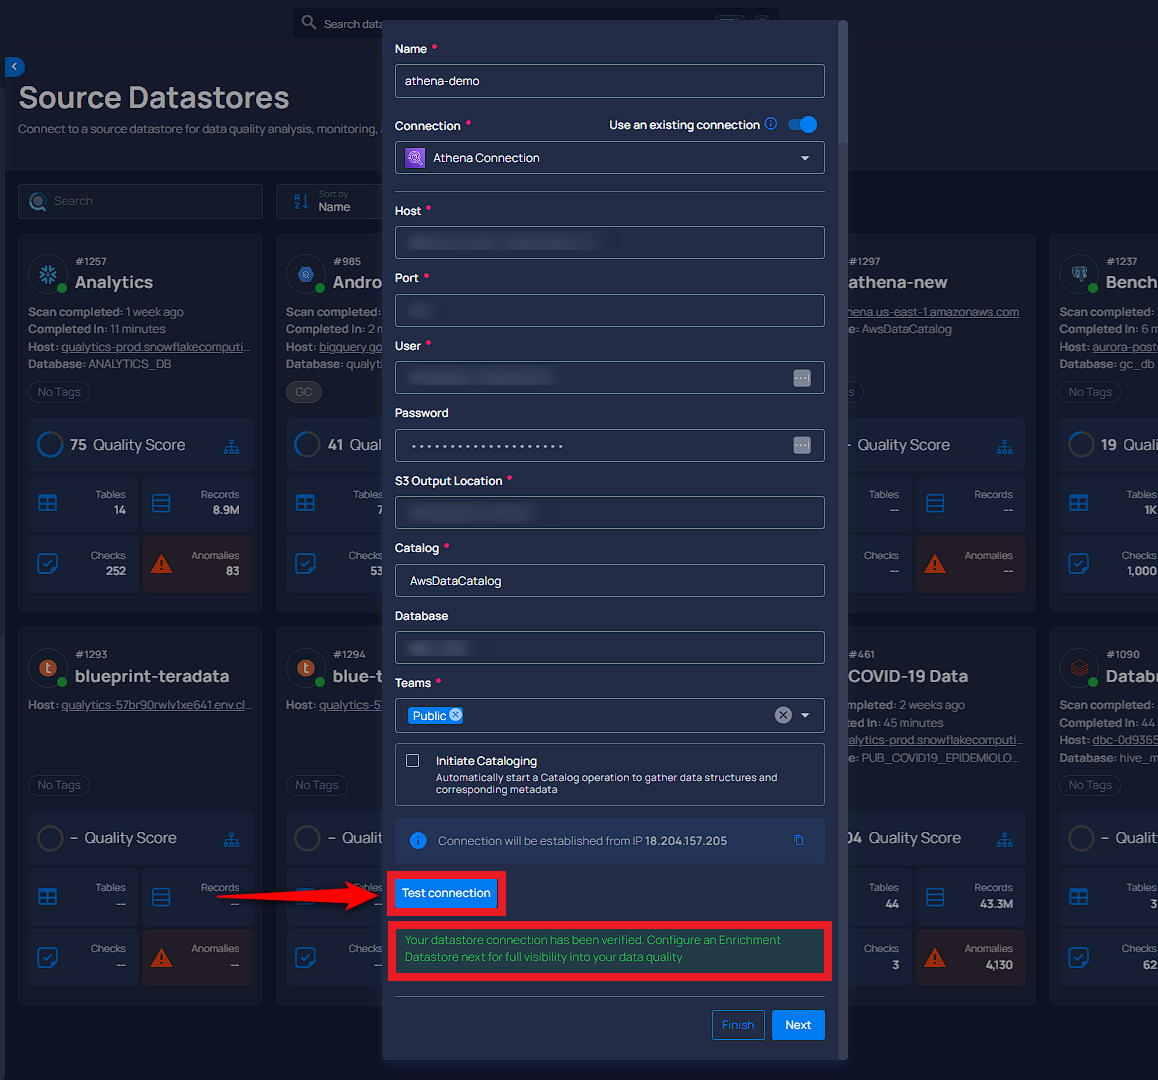 Search data
Source Datastores
Connect to a source datastore for data quality analysis, monitoring,
Search
Sort by
Name
#1257
Analytics
Scan completed: 1 week ago
Completed In: 11 minutes
Host: qualytics-prod.snowflakecomputi...
Database: ANALYTICS_DB
No Tags
75 Quality Score
Tables
14
Records
8.9M
Checks
252
Anomalies
83
#985
Andro
Scan completed:
Completed In: 2 m
Host: bigquery.go
Database: qualyt
GC
41 Qual
Tables
7
Checks
53
Name *
athena-demo
Connection *
Use an existing connection
Athena Connection
Host *
Port *
User *
Password
····················
S3 Output Location *
Catalog *
AwsDataCatalog
Database
Teams *
Public
Initiate Cataloging
Automatically start a Catalog operation to gather data structures and
corresponding metadata
Connection will be established from IP 18.204.157.205
Test connection
Your datastore connection has been verified. Configure an Enrichment
Datastore next for full visibility into your data quality
Finish
Next
#1297
athena-new
hena.us-east-1.amazonaws.com
e: AwsDataCatalog
s
- Quality Score
Tables
--
Records
--
Checks
--
Anomalies
--
#1237
Bench
Scan completed:
Completed In: 6 m
Host: aurora-post
Database: gc_db
No Tags
19 Quali
Tables
1K
Checks
1,000
#1293
blueprint-teradata
Host: qualytics-57br90rwlv1xe641.env.cl...
No Tags
– Quality Score
Tables
--
Records
--
Checks
--
Anomalies
--
#1294
blue-t
Host: qualytics-57
No Tags
– Qualit
Tables
--
Checks
--
#461
COVID-19 Data
mpleted: 2 weeks ago
ed In: 45 minutes
alytics-prod.snowflakecomputi...
e: PUB_COVID19_EPIDEMIOLO...
04 Quality Score
Tables
44
Records
43.3M
Checks
3
Anomalies
4,130
#1090
Databr
Scan completed:
Completed In: 44
Host: dbc-0d9365
Database: hive_m
No Tags
– Qualit
Tables
3
Checks
62